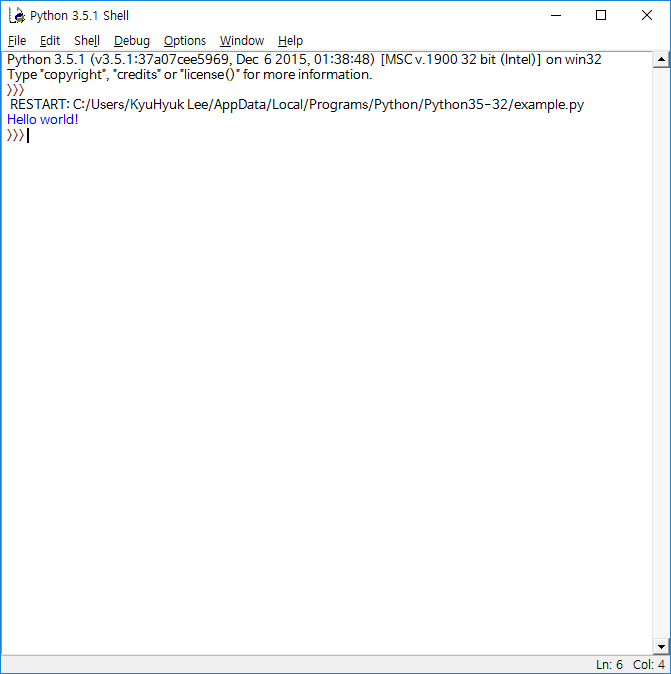 Python 3.5.1 Shell
File Edit Shell Debug Options Window Help
Python 3.5.1 (v3.5.1:37a07cee5969, Dec  6 2015, 01:38:48) [MSC v.1900 32 bit (Intel)] on win32
Type "copyright", "credits" or "license()" for more information.
>>>
RESTART: C:/Users/KyuHyuk Lee/AppData/Local/Programs/Python/Python35-32/example.py
Hello world!
>>>
Ln: 6 Col: 4